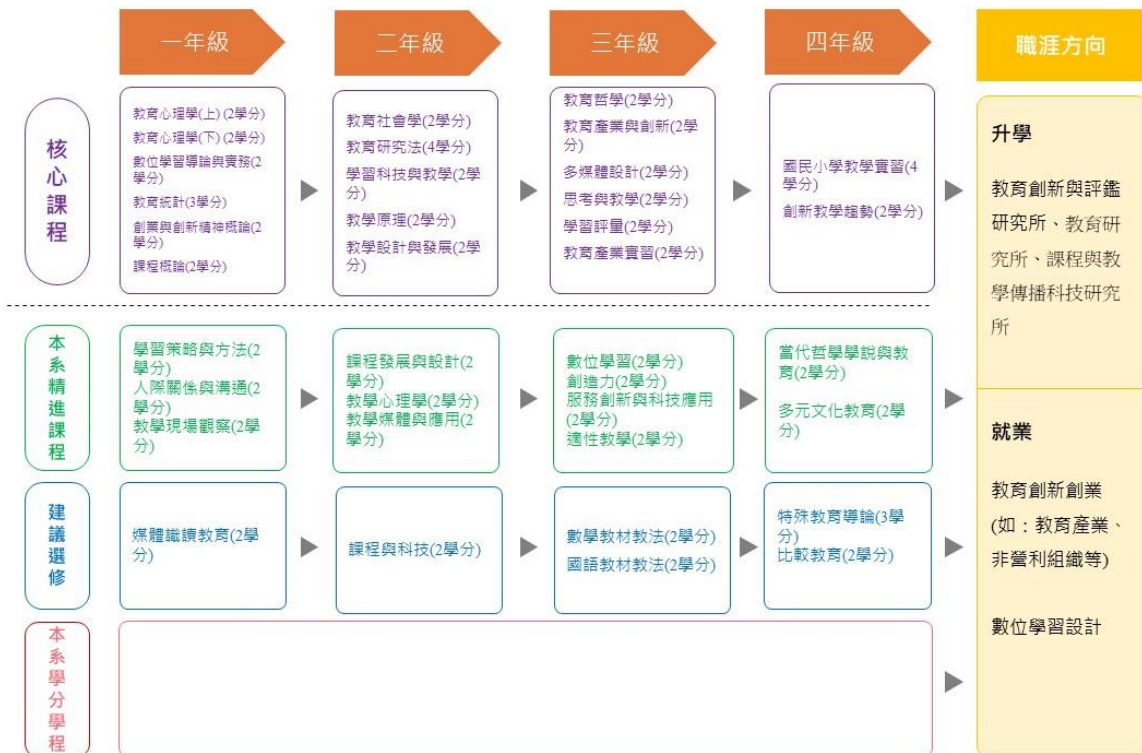 一年級
二年級
三年級
四年級
職涯方向
核心課程
教育心理學(上) (2學分)
教育心理學(下) (2學分)
數位學習導論與實務(2
學分)
教育統計(3學分)
創業與創新精神概論(2
學分)
課程概論(2學分)
教育社會學(2學分)
教育研究法(4學分)
學習科技與教學(2學
分)
教學原理(2學分)
教學設計與發展(2學
分)
教育哲學(2學分)
教育產業與創新(2學
分)
多媒體設計(2學分)
思考與教學(2學分)
學習評量(2學分)
教育產業實習(2學分)
國民小學教學實習(4
學分)
創新教學趨勢(2學分)
升學
教育創新與評鑑
研究所、教育研
究所、課程與教
學傳播科技研究
所
本系精進課程
學習策略與方法(2
學分)
人際關係與溝通(2
學分)
教學現場觀察(2學
分)
課程發展與設計(2
學分)
教學心理學(2學分)
教學媒體與應用(2
學分)
數位學習(2學分)
創造力(2學分)
服務創新與科技應用
(2學分)
適性教學(2學分)
當代哲學學說與教
育(2學分)
多元文化教育(2學
分)
就業
教育創新創業
(如：教育產業、
非營利組織等)
數位學習設計
建議選修
媒體識讀教育(2學
分)
課程與科技(2學分)
數學教材教法(2學分)
國語教材教法(2學分)
特殊教育導論(3學
分)
比較教育(2學分)
本系學分學程